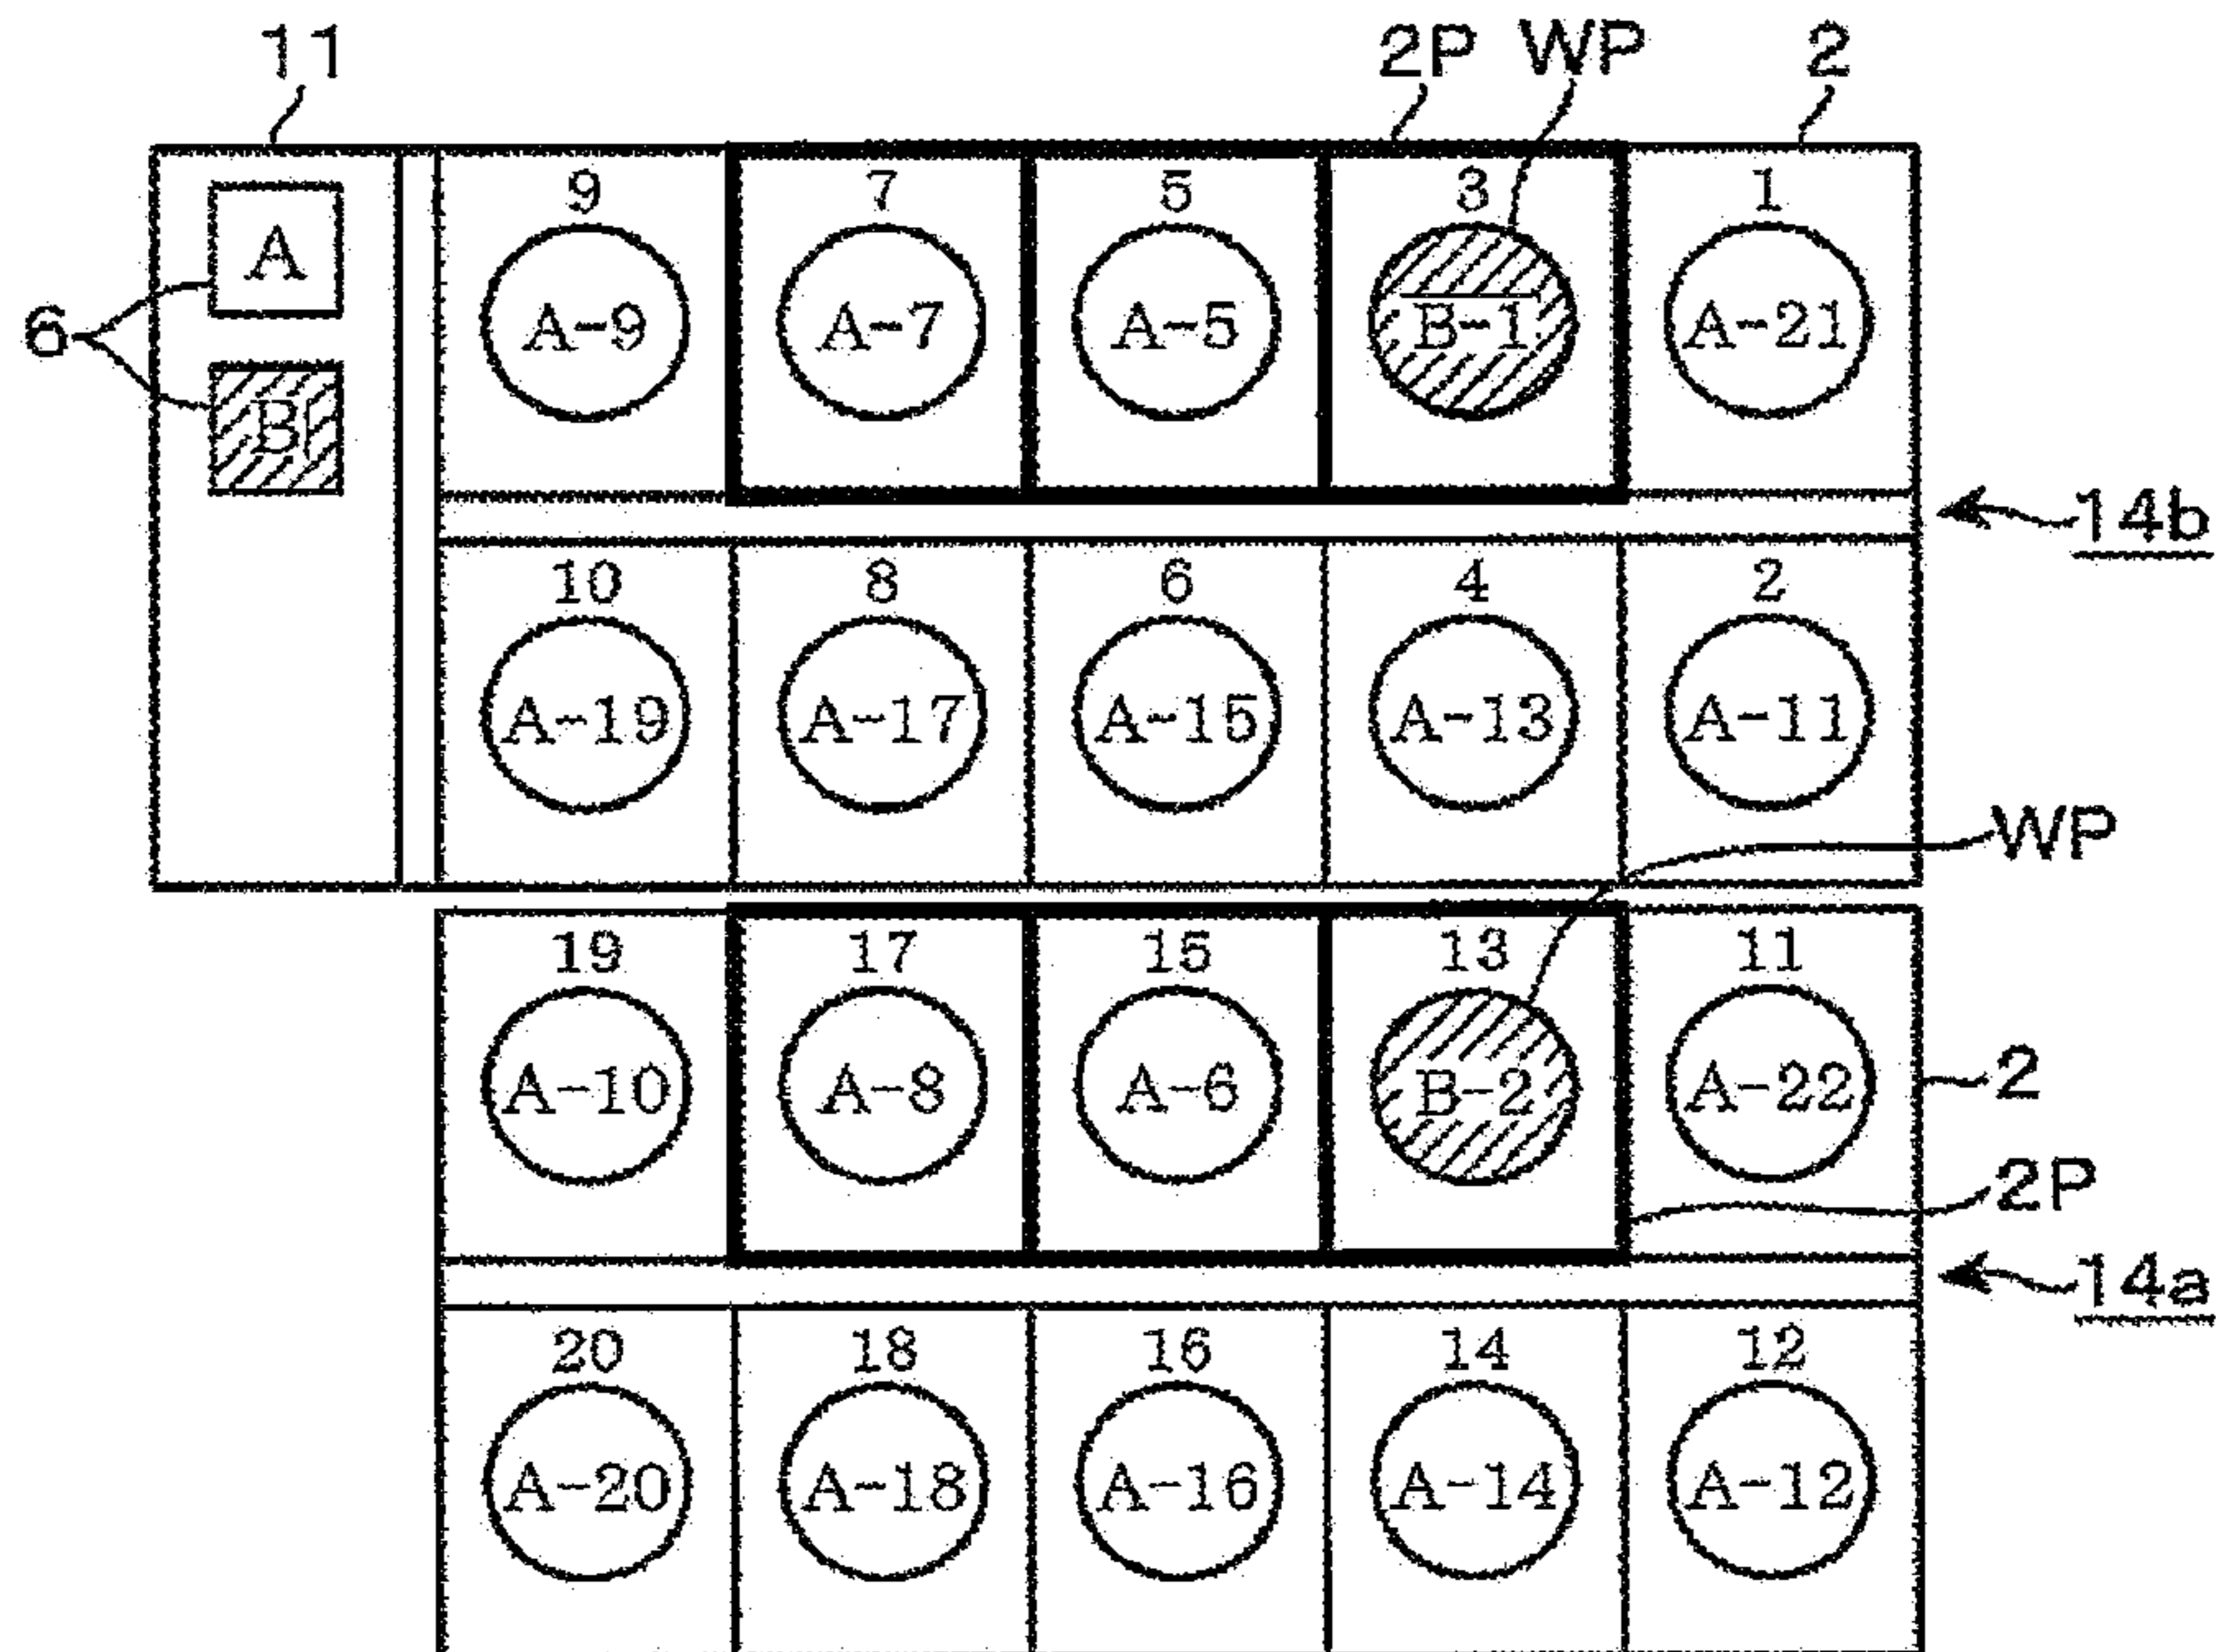 11 2P WP 2
9 7 5 3 1
A
6
A-9 A-7 A-5 B-1 A-21
B
14b
10 8 6 4 2
A-19 A-17 A-15 A-13 A-11
WP
19 17 15 13 11
A-10 A-8 A-6 B-2 A-22
2
2P
14a
20 18 16 14 12
A-20 A-18 A-16 A-14 A-12